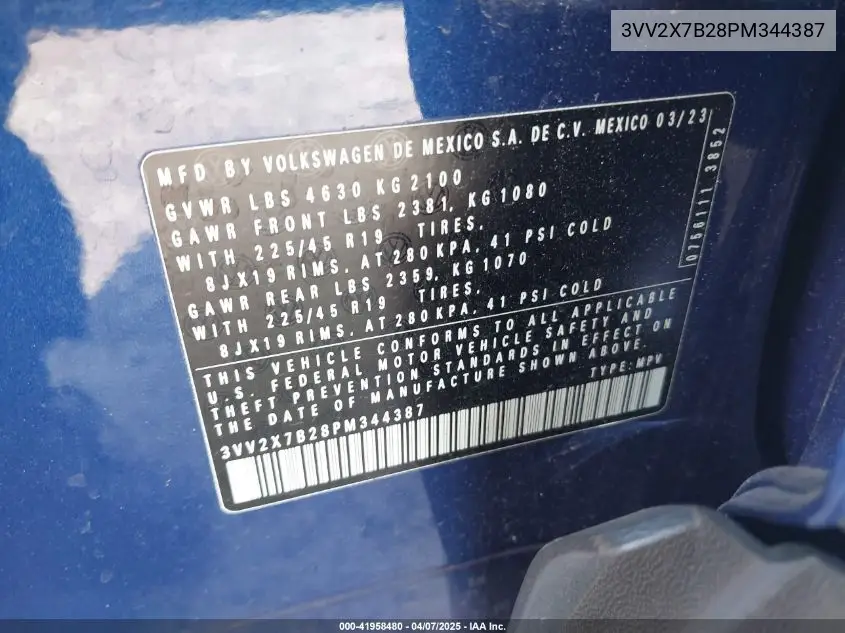 3VV2X7B28PM344387
MFD BY VOLKSWAGEN DE MEXICO S.A. DE C.V. MEXICO 03/23
GVWR LBS 4630 KG 2100
GAWR FRONT LBS 2381, KG 1080
WITH 225/45 R19 TIRES,
8JX19 RIMS, AT 280 KPA, 41 PSI COLD
GAWR REAR LBS 2359, KG 1070
WITH 225/45 R19 TIRES,
8JX19 RIMS, AT 280 KPA, 41 PSI COLD
0756111 3852
THIS VEHICLE CONFORMS TO ALL APPLICABLE
U.S. FEDERAL MOTOR VEHICLE SAFETY AND
THEFT PREVENTION STANDARDS IN EFFECT ON
THE DATE OF MANUFACTURE SHOWN ABOVE.
TYPE: MPV
3VV2X7B28PM344387
000-41958480 - 04/07/2025 - IAA Inc.